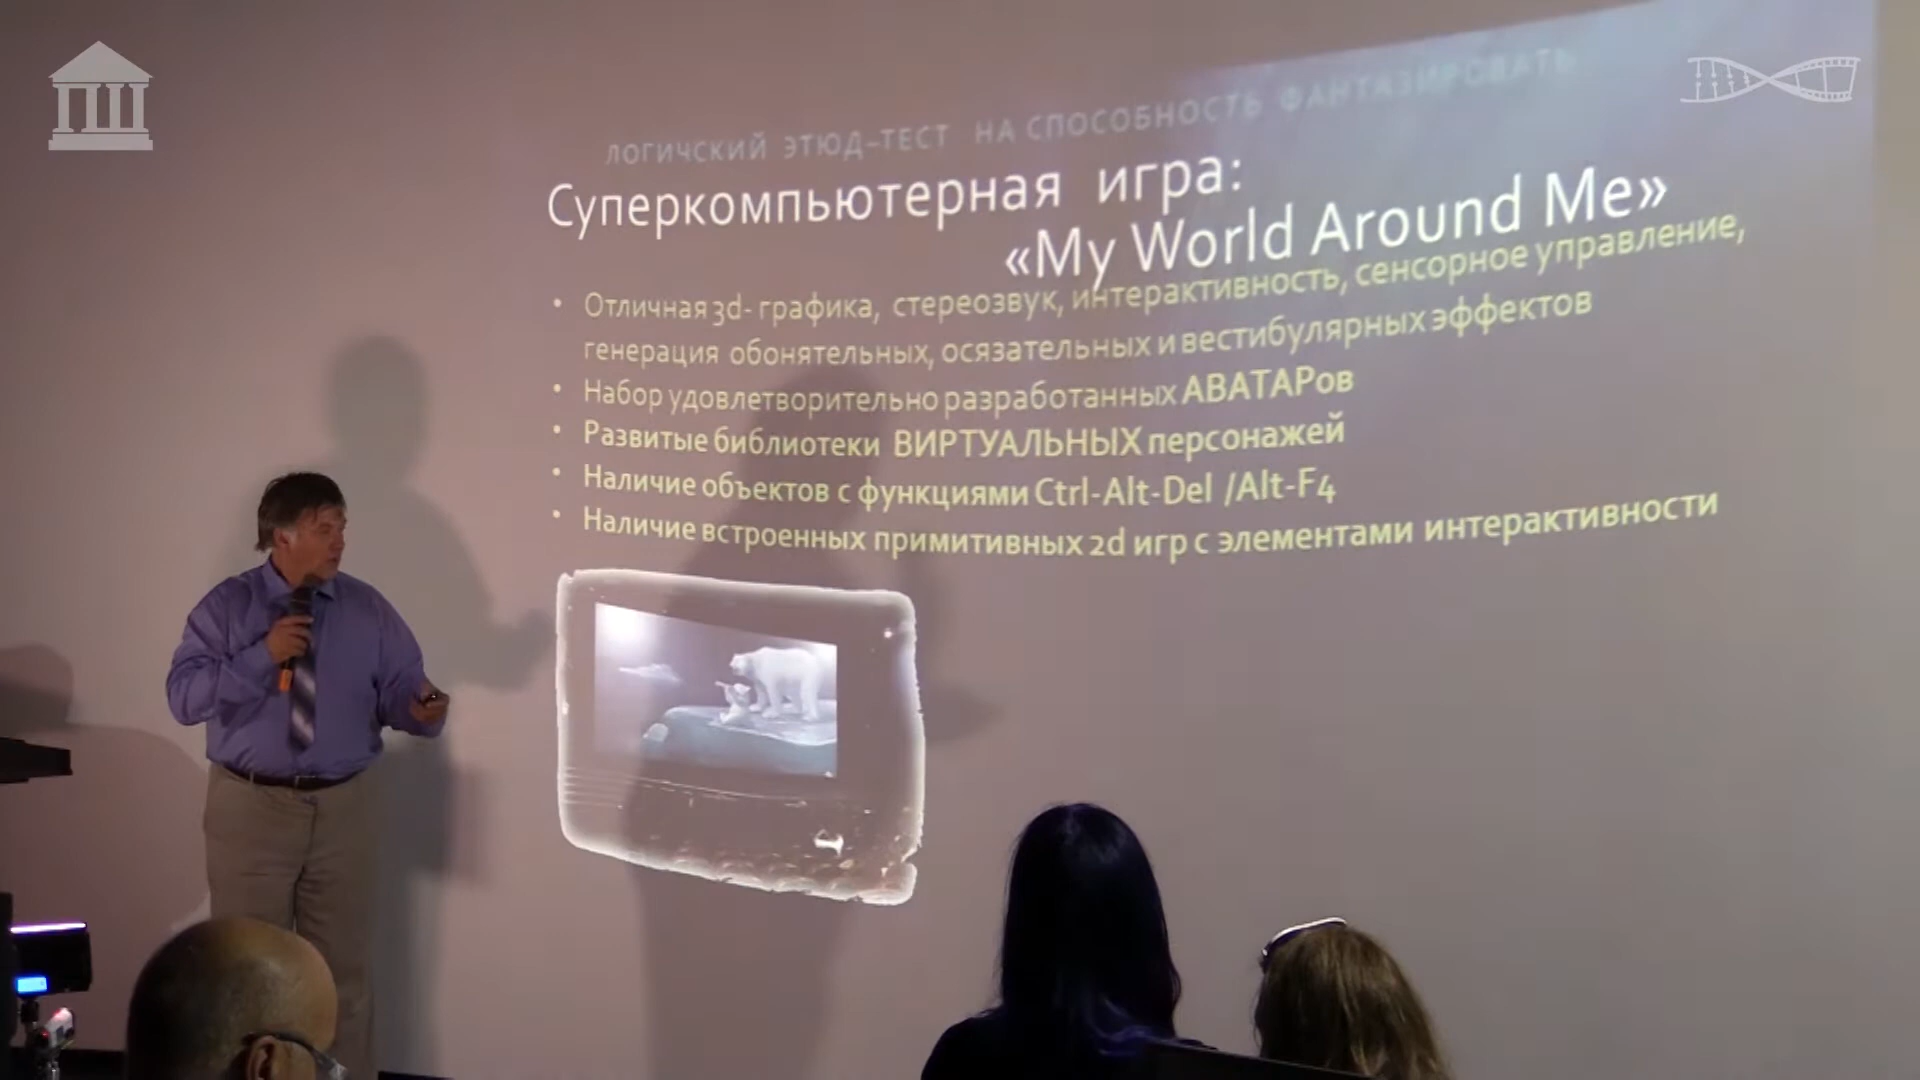 ЛОГИЧСКИЙ ЭТЮД-ТЕСТ НА СПОСОБНОСТЬ ФАНТАЗИРОВАТЬ
Суперкомпьютерная игра:
«My World Around Me»
• Отличная 3d- графика, стереозвук, интерактивность, сенсорное управление,
генерация обонятельных, осязательных и вестибулярных эффектов
• Набор удовлетворительно разработанных АВАТАРов
• Развитые библиотеки ВИРТУАЛЬНЫХ персонажей
• Наличие объектов с функциями Ctrl-Alt-Del /Alt-F4
• Наличие встроенных примитивных 2d игр с элементами интерактивности